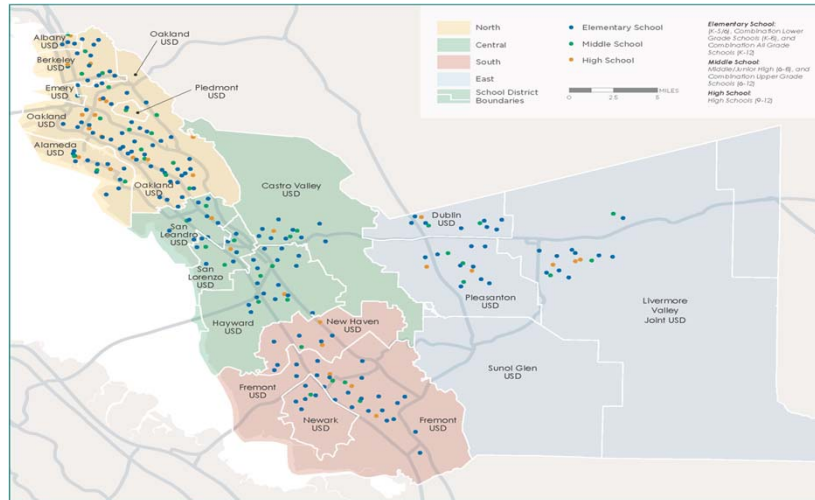 Albany
USD
Oakland
USD
Berkeley
USD
Emery
USD
Piedmont
USD
Oakland
USD
Alameda
USD
Oakland
USD
Castro Valley
USD
San
Leandro
USD
San
Lorenzo
USD
Hayward
USD
New Haven
USD
Fremont
USD
Newark
USD
Fremont
USD
Dublin
USD
Pleasanton
USD
Livermore
Valley
Joint USD
Sunol Glen
USD
North
Central
South
East
School District
Boundaries
Elementary School
Middle School
High School
0 2.5 5 MILES
Elementary School:
(K-5/6), Combination Lower
Grade Schools (K-8), and
Combination All Grade
Schools (K-12)
Middle School:
Middle/Junior High (6-8), and
Combination Upper Grade
Schools (6-12)
High School:
High Schools (9-12)